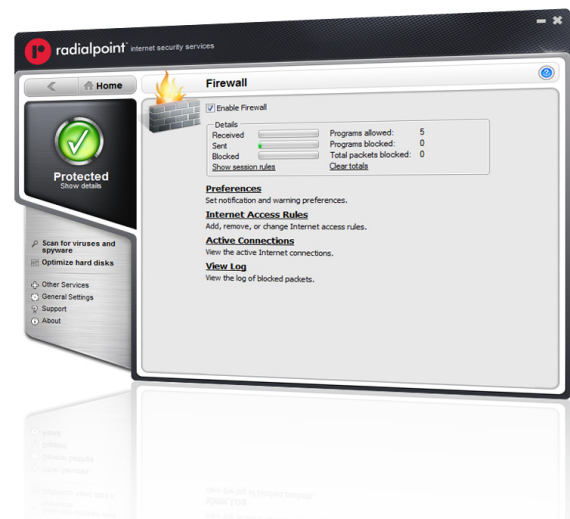 radialpoint internet security services
Home
Firewall
Enable Firewall
Details
Received
Programs allowed: 5
Sent
Programs blocked: 0
Blocked
Total packets blocked: 0
Show session rules
Clear totals
Protected
Show details
Preferences
Set notification and warning preferences.
Internet Access Rules
Add, remove, or change Internet access rules.
Active Connections
View the active Internet connections.
View Log
View the log of blocked packets.
Scan for viruses and
spyware
Optimize hard disks
Other Services
General Settings
Support
About